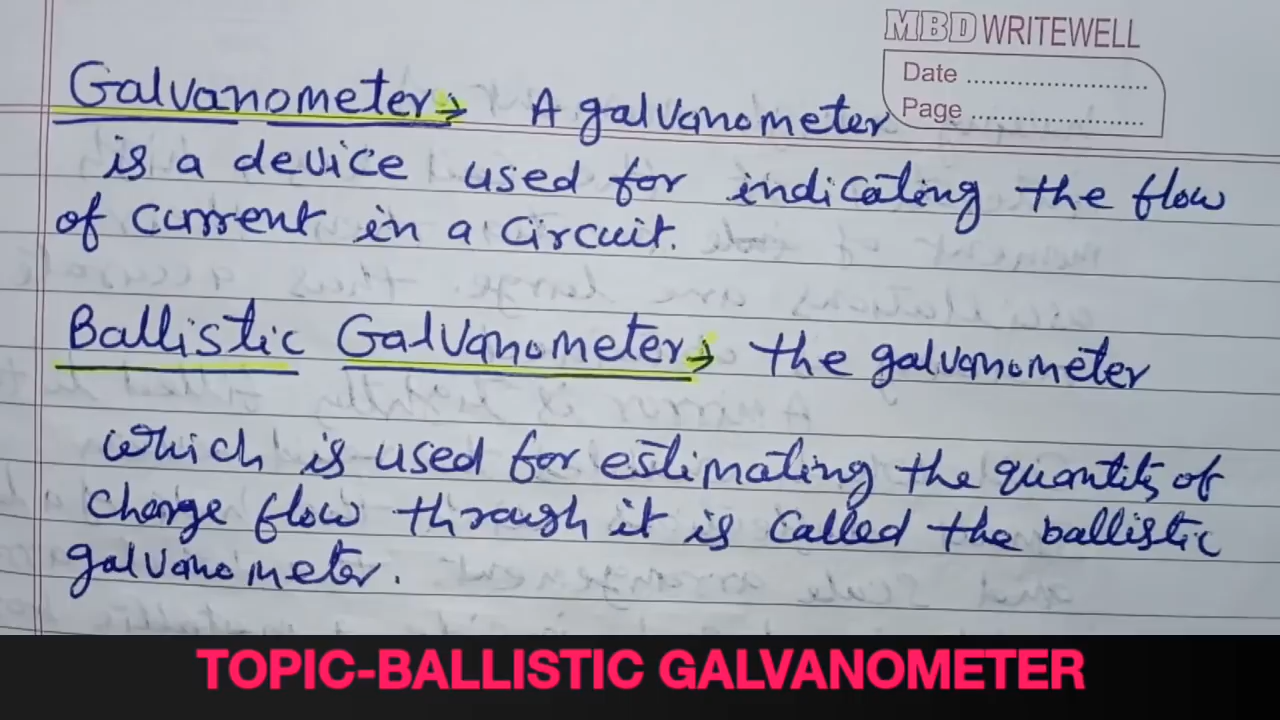 MBD WRITEWELL
Date ..............................
Page ............................
Galvanometer → A galvanometer
is a device used for indicating the flow
of current in a circuit.
Ballistic Galvanometer → the galvanometer
which is used for estimating the quantity of
charge flow through it is called the ballistic
galvanometer.
TOPIC-BALLISTIC GALVANOMETER